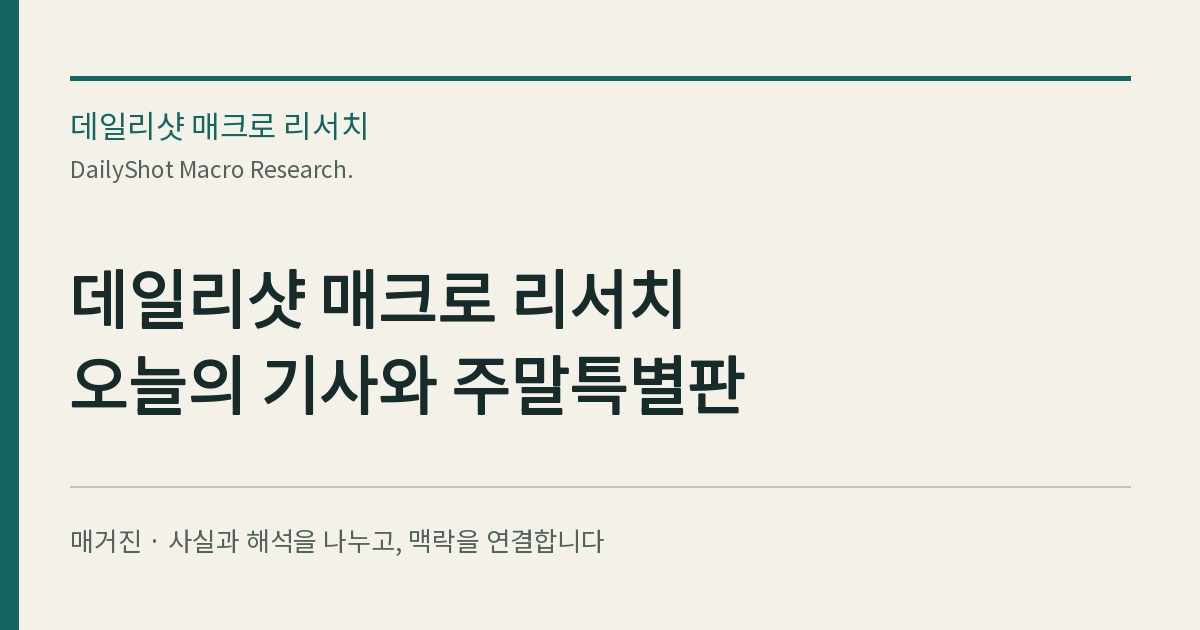 데일리샷 매크로 리서치
DailyShot Macro Research.
데일리샷 매크로 리서치
오늘의 기사와 주말특별판
매거진 · 사실과 해석을 나누고, 맥락을 연결합니다